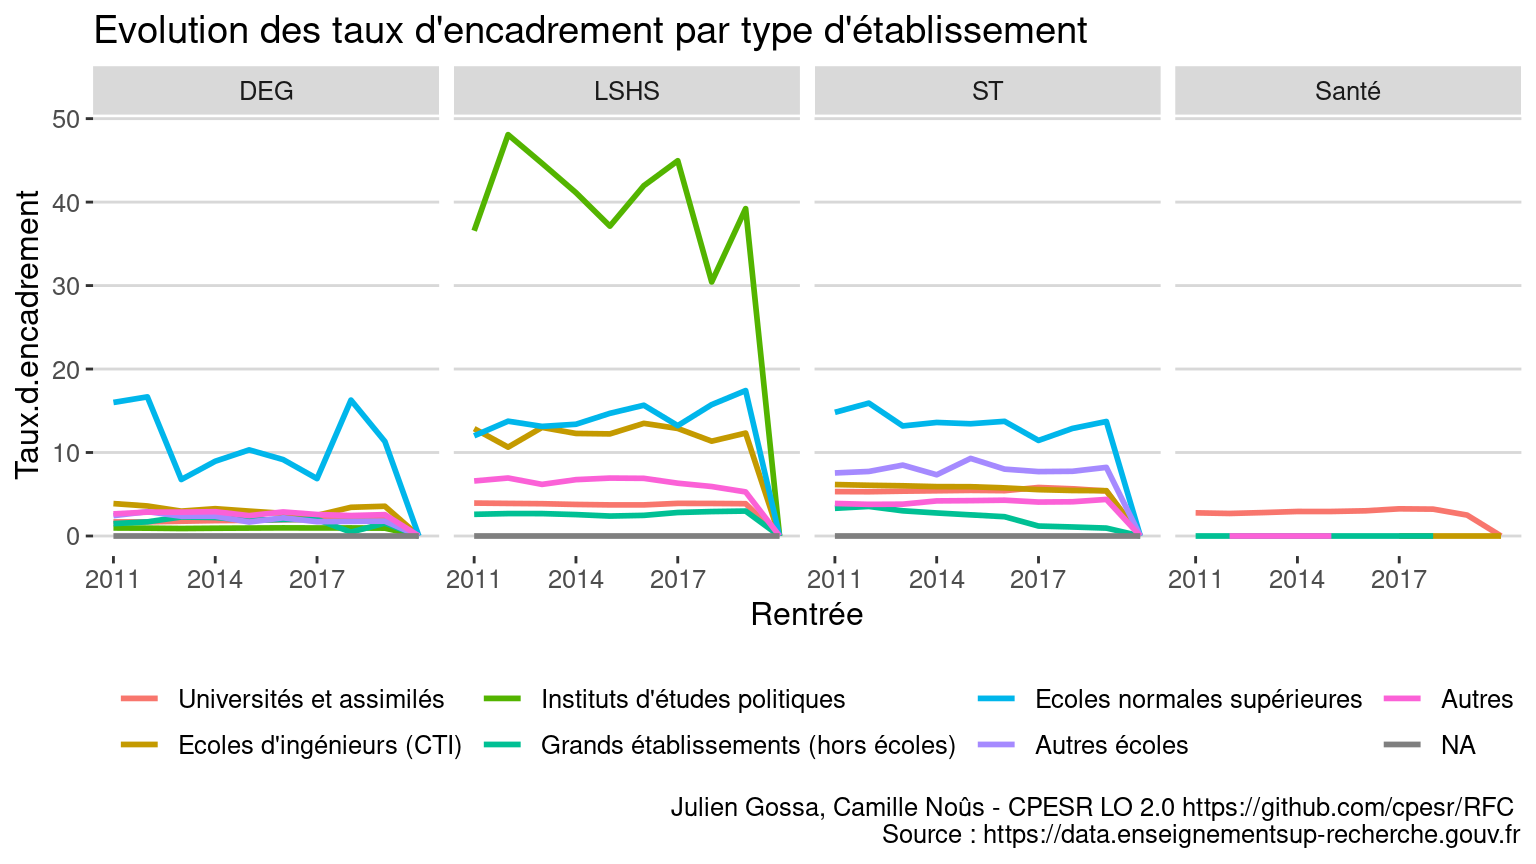 Evolution des taux d'encadrement par type d'établissement
DEG LSHS ST Santé
Taux.d.encadrement
50
40
30
20
10
0
2011 2014 2017 2011 2014 2017 2011 2014 2017 2011 2014 2017
Rentrée
Universités et assimilés Instituts d'études politiques Ecoles normales supérieures Autres
Ecoles d'ingénieurs (CTI) Grands établissements (hors écoles) Autres écoles NA
Julien Gossa, Camille Noûs - CPESR LO 2.0 https://github.com/cpesr/RFC
Source : https://data.enseignementsup-recherche.gouv.fr